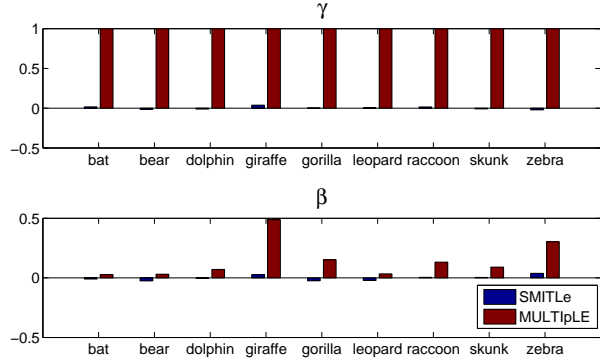 γ
1
0.5
0
−0.5
bat bear dolphin giraffe gorilla leopard raccoon skunk zebra
β
0.5
0
−0.5
bat bear dolphin giraffe gorilla leopard raccoon skunk zebra
SMITLe
MULTIpLE